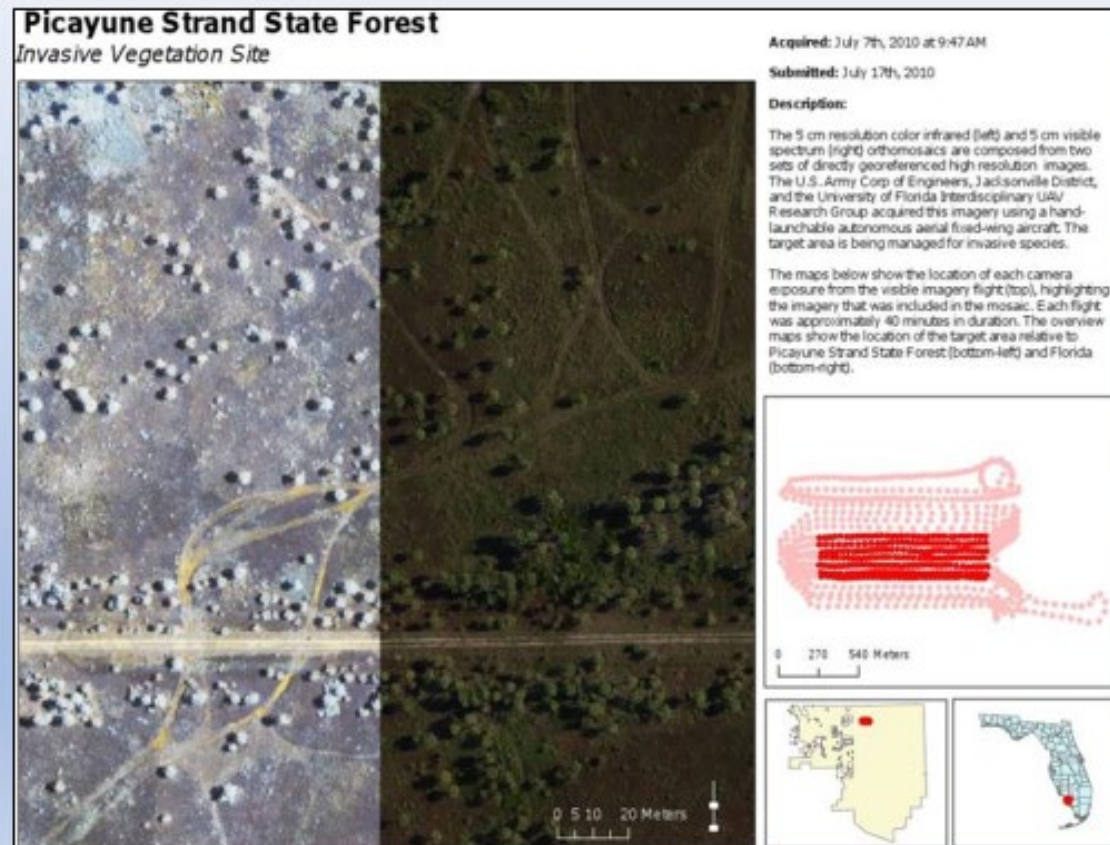 Picayune Strand State Forest
Invasive Vegetation Site
Acquired: July 7th, 2010 at 9:47 AM
Submitted: July 17th, 2010
Description:
The 5 cm resolution color infrared (left) and 5 cm visible
spectrum (right) orthomosaics are composed from two
sets of directly georeferenced high resolution images.
The U.S. Army Corp of Engineers, Jacksonville District,
and the University of Florida Interdisciplinary UAV
Research Group acquired this imagery using a hand-
launchable autonomous aerial fixed-wing aircraft. The
target area is being managed for invasive species.
The maps below show the location of each camera
exposure from the visible imagery flight (top), highlighting
the imagery that was included in the mosaic. Each flight
was approximately 40 minutes in duration. The overview
maps show the location of the target area relative to
Picayune Strand State Forest (bottom-left) and Florida
(bottom-right).
0 270 540 Meters
0 5 10 20 Meters